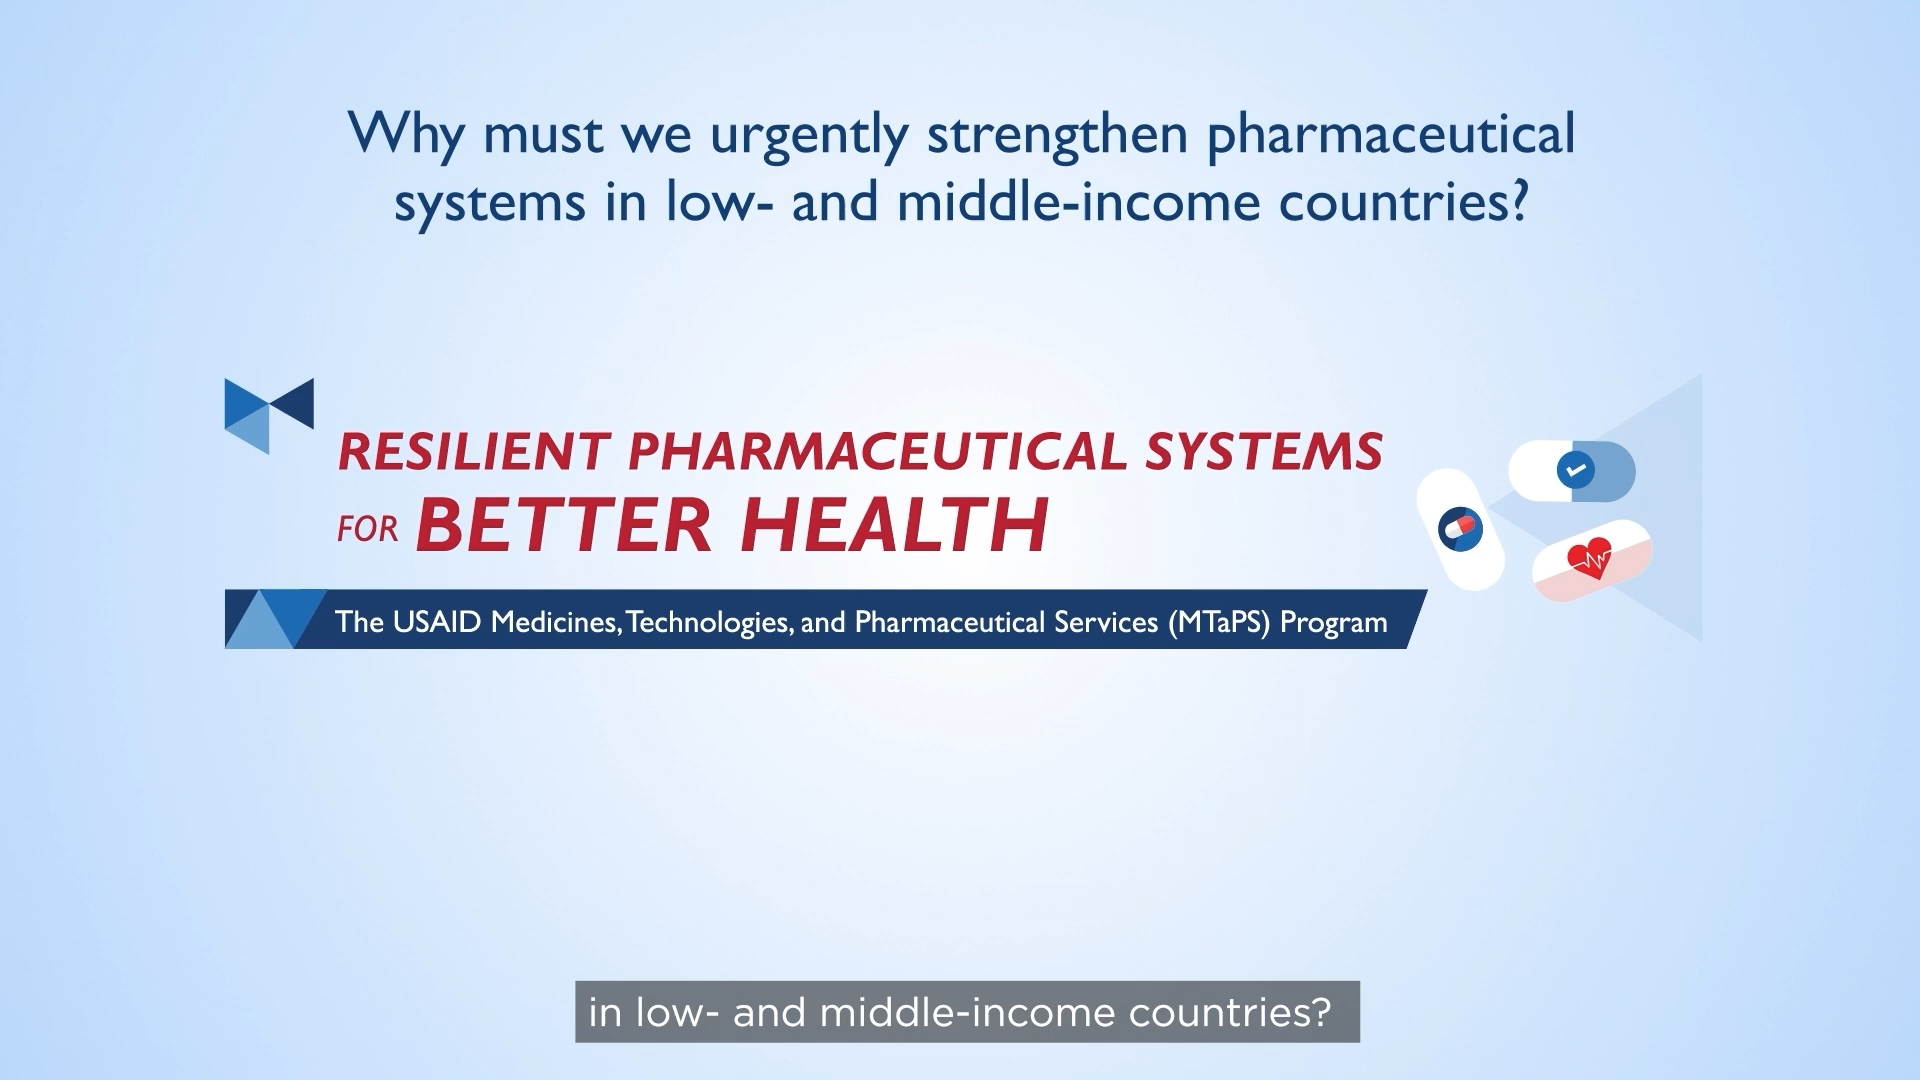 Why must we urgently strengthen pharmaceutical
systems in low- and middle-income countries?
RESILIENT PHARMACEUTICAL SYSTEMS
FOR BETTER HEALTH
The USAID Medicines, Technologies, and Pharmaceutical Services (MTaPS) Program
in low- and middle-income countries?